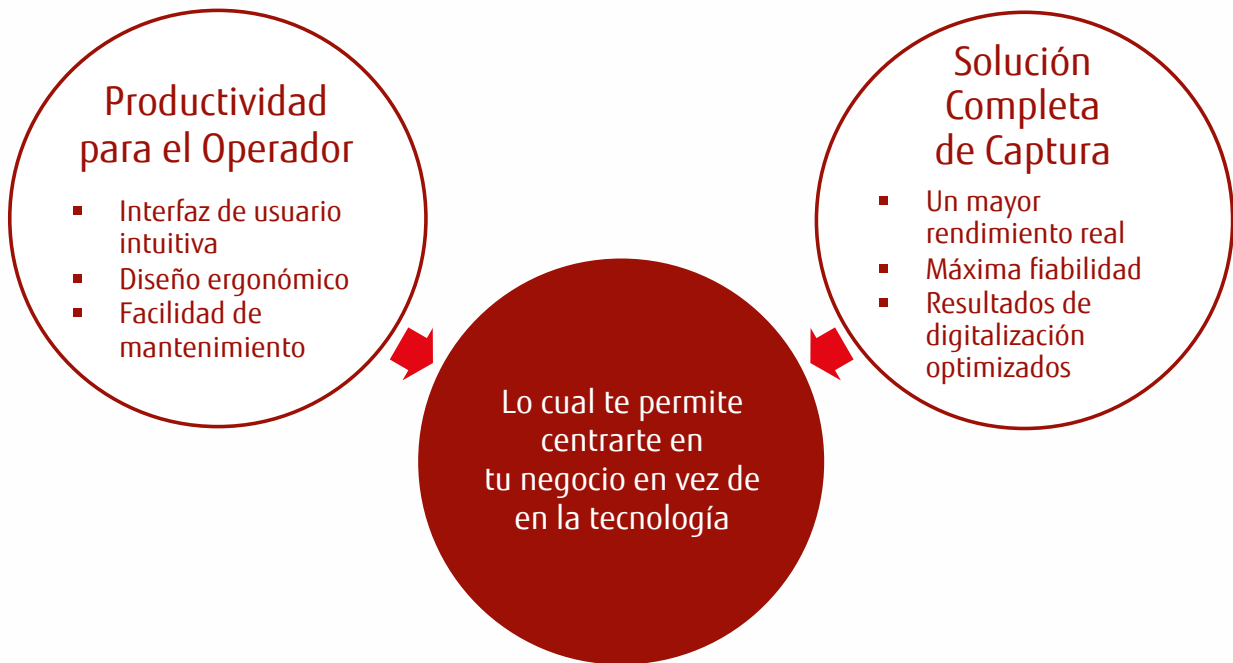 Productividad
para el Operador
▪ Interfaz de usuario
intuitiva
▪ Diseño ergonómico
▪ Facilidad de
mantenimiento
Solución
Completa
de Captura
▪ Un mayor
rendimiento real
▪ Máxima fiabilidad
▪ Resultados de
digitalización
optimizados
Lo cual te permite
centrarte en
tu negocio en vez de
en la tecnología